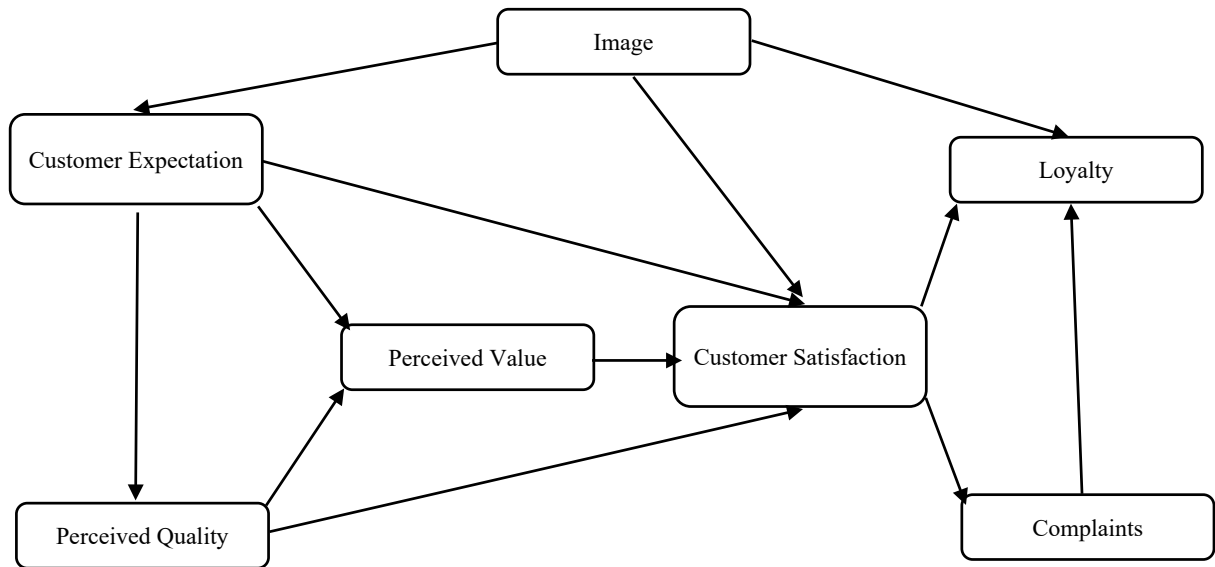 Image
Customer Expectation
Loyalty
Perceived Value
Customer Satisfaction
Perceived Quality
Complaints